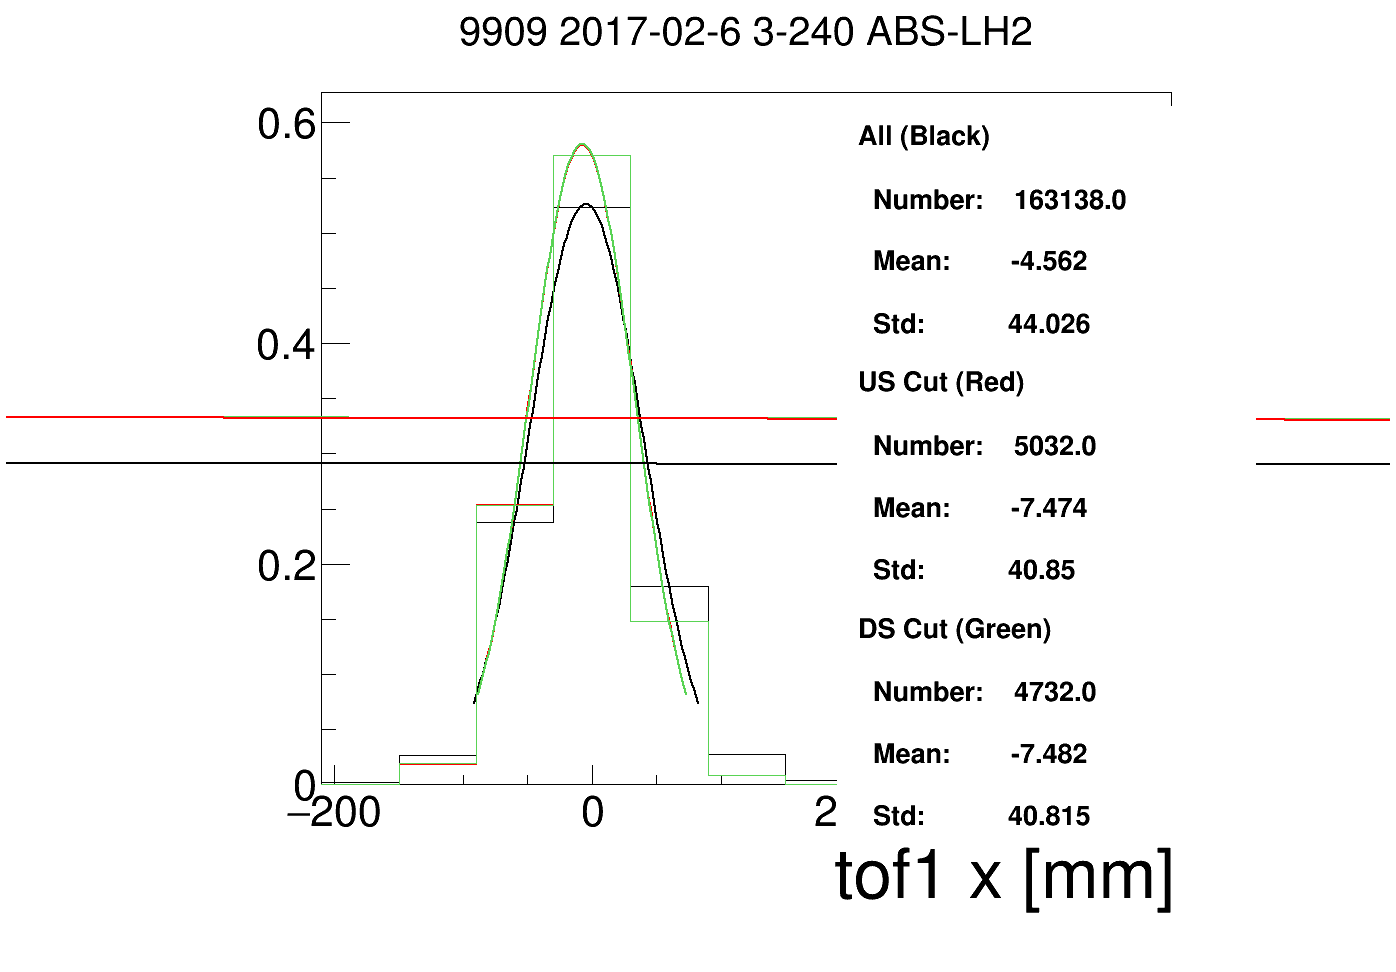 9909 2017-02-6 3-240 ABS-LH2
0.6
0.4
0.2
0
−200 0 2
tof1 x [mm]
All (Black)
Number: 163138.0
Mean: -4.562
Std: 44.026
US Cut (Red)
Number: 5032.0
Mean: -7.474
Std: 40.85
DS Cut (Green)
Number: 4732.0
Mean: -7.482
Std: 40.815